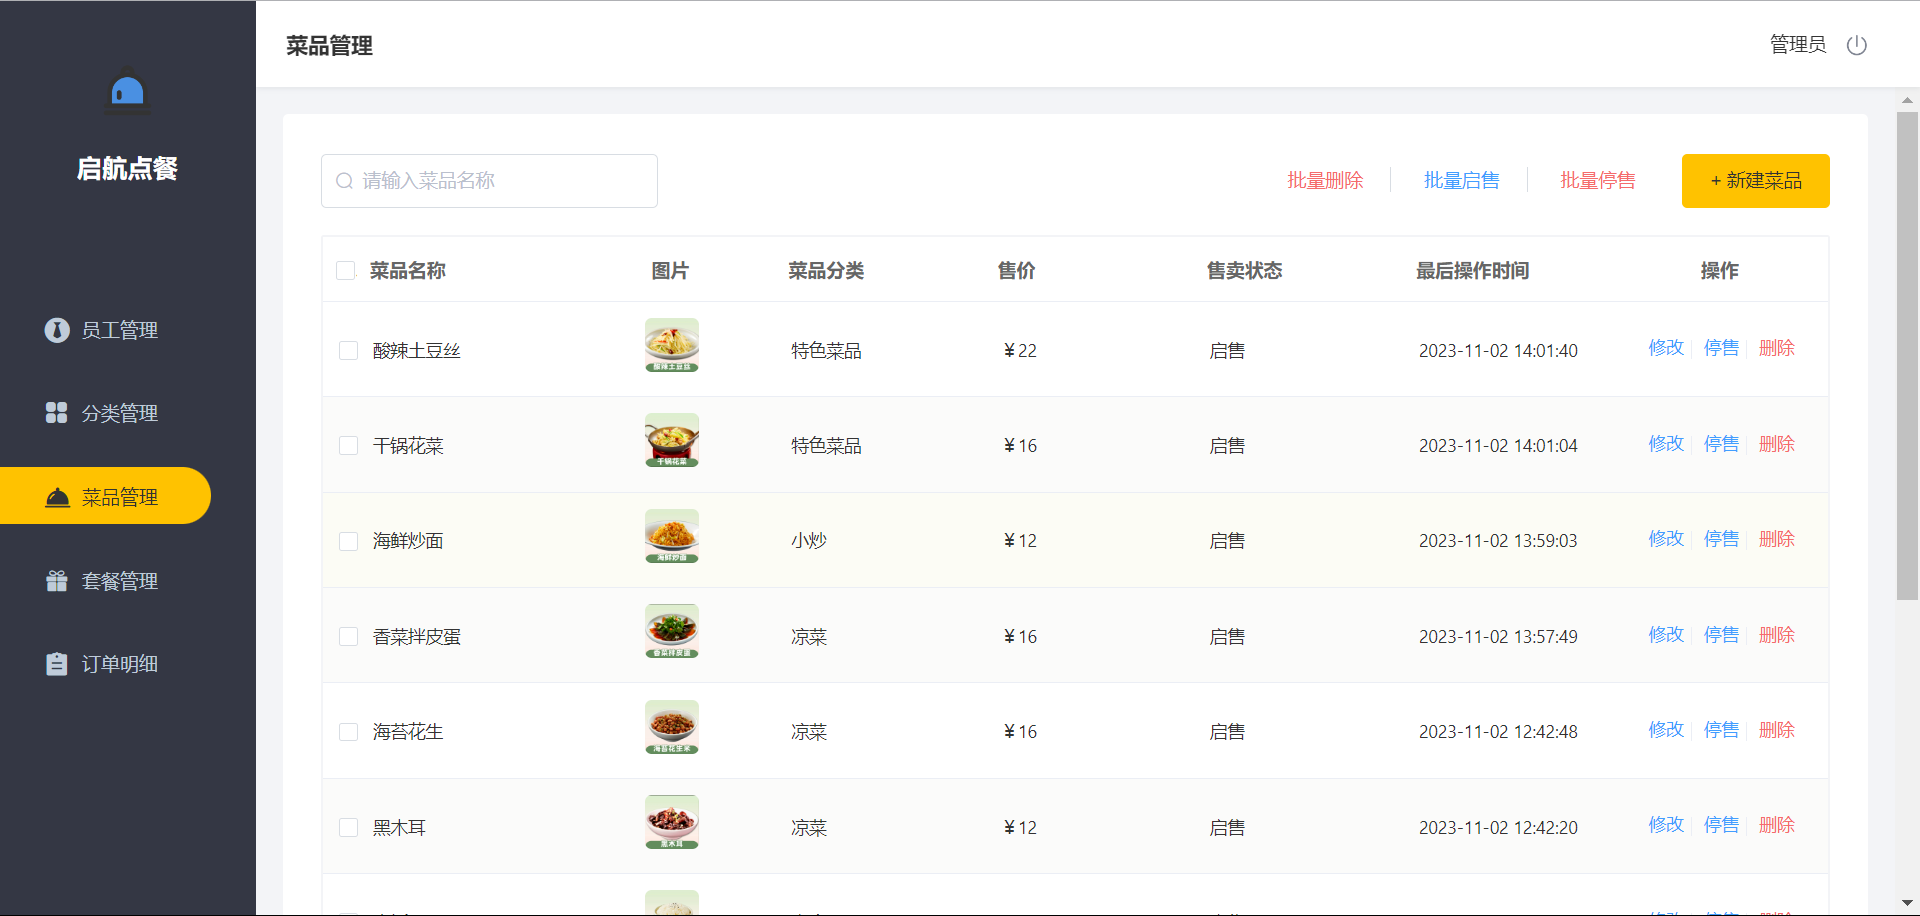 菜品管理
管理员
启航点餐
员工管理
分类管理
菜品管理
套餐管理
订单明细
请输入菜品名称
批量删除 批量启售 批量停售 + 新建菜品
菜品名称 图片 菜品分类 售价 售卖状态 最后操作时间 操作
酸辣土豆丝 酸辣土豆丝 特色菜品 ¥22 启售 2023-11-02 14:01:40 修改 停售 删除
干锅花菜 干锅花菜 特色菜品 ¥16 启售 2023-11-02 14:01:04 修改 停售 删除
海鲜炒面 海鲜炒面 小炒 ¥12 启售 2023-11-02 13:59:03 修改 停售 删除
香菜拌皮蛋 香菜拌皮蛋 凉菜 ¥16 启售 2023-11-02 13:57:49 修改 停售 删除
海苔花生 海苔花生米 凉菜 ¥16 启售 2023-11-02 12:42:48 修改 停售 删除
黑木耳 黑木耳 凉菜 ¥12 启售 2023-11-02 12:42:20 修改 停售 删除